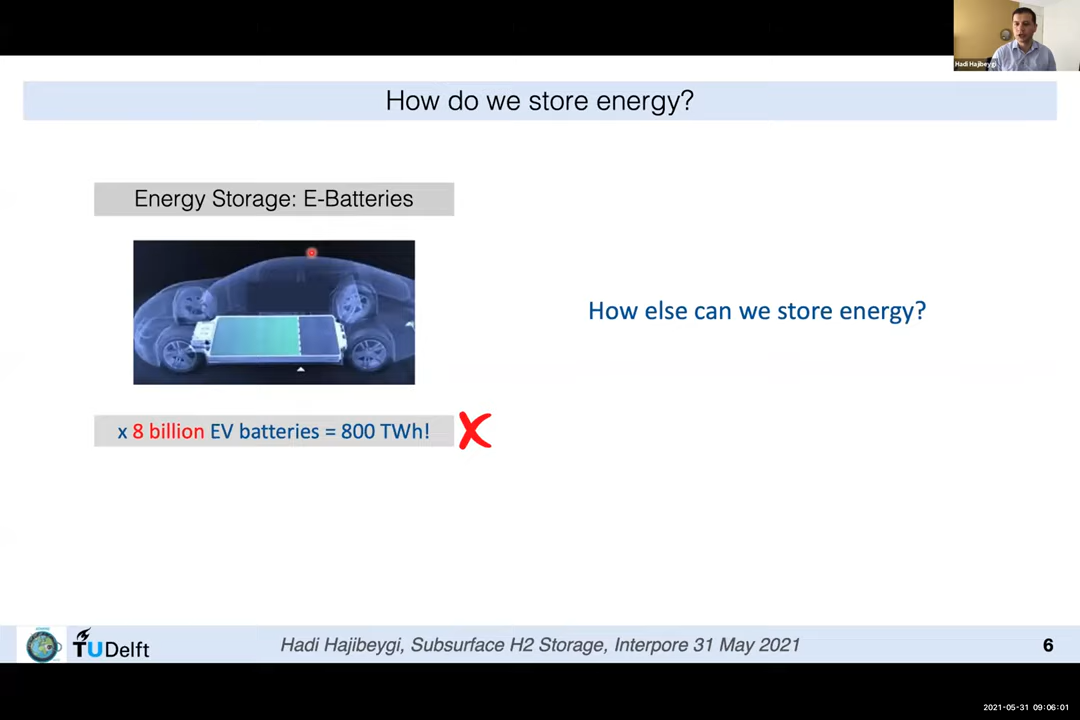 Hadi Hajibeygi
How do we store energy?
Energy Storage: E-Batteries
How else can we store energy?
x 8 billion EV batteries = 800 TWh!
TU Delft
Hadi Hajibeygi, Subsurface H2 Storage, Interpore 31 May 2021
6
2021-05-31 09:06:01